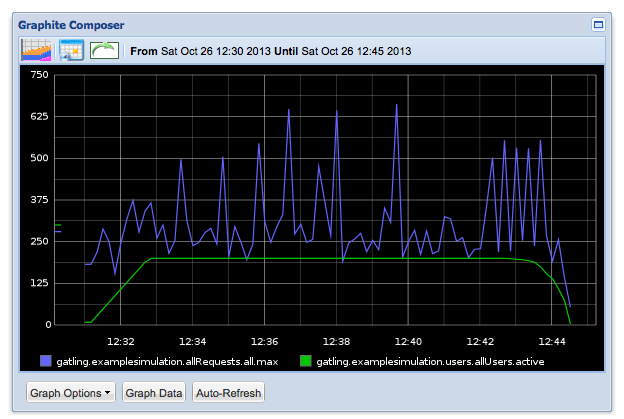 Graphite Composer
From Sat Oct 26 12:30 2013 Until Sat Oct 26 12:45 2013
750
625
500
375
250
125
0
12:32 12:34 12:36 12:38 12:40 12:42 12:44
gatling.examplesimulation.allRequests.all.max gatling.examplesimulation.users.allUsers.active
Graph Options Graph Data Auto-Refresh